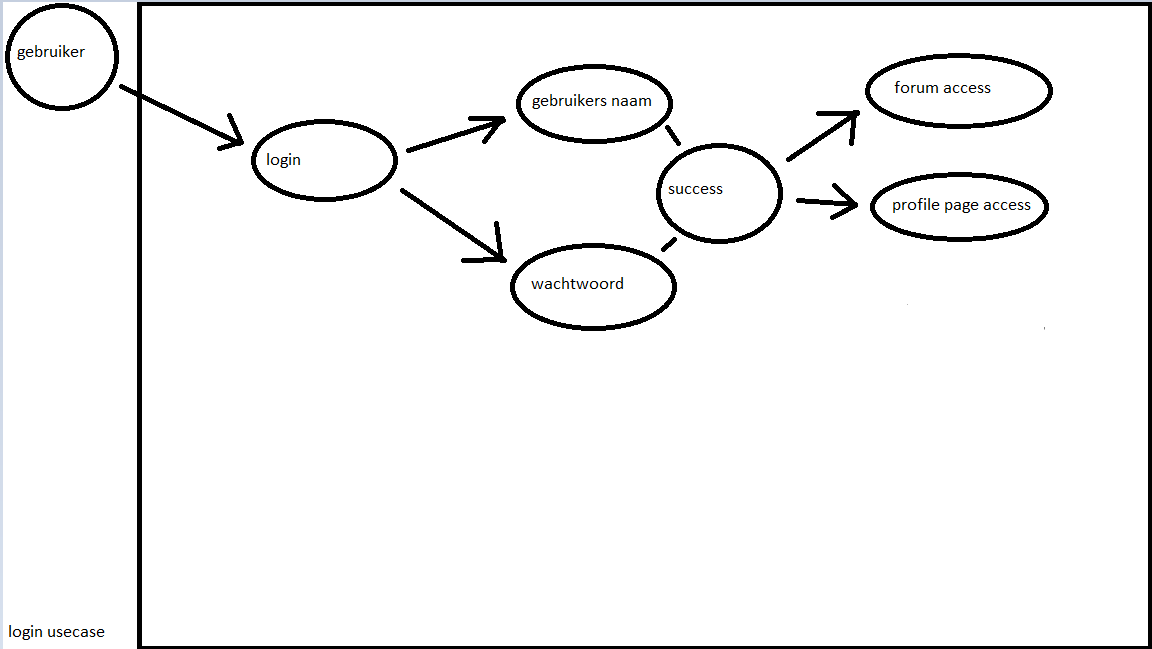 gebruiker
login
gebruikers naam
wachtwoord
success
forum access
profile page access
login usecase